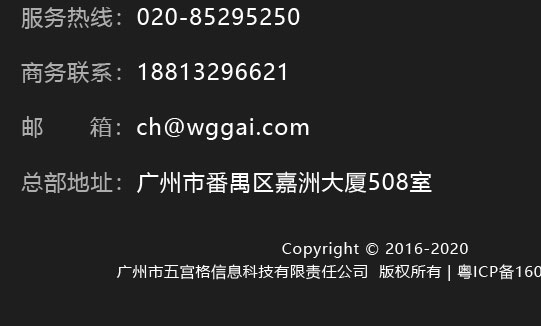 服务热线：020-85295250
商务联系：18813296621
邮　　箱：ch@wggai.com
总部地址：广州市番禺区嘉洲大厦508室
Copyright © 2016-2020
广州市五宫格信息科技有限责任公司 版权所有 | 粤ICP备160